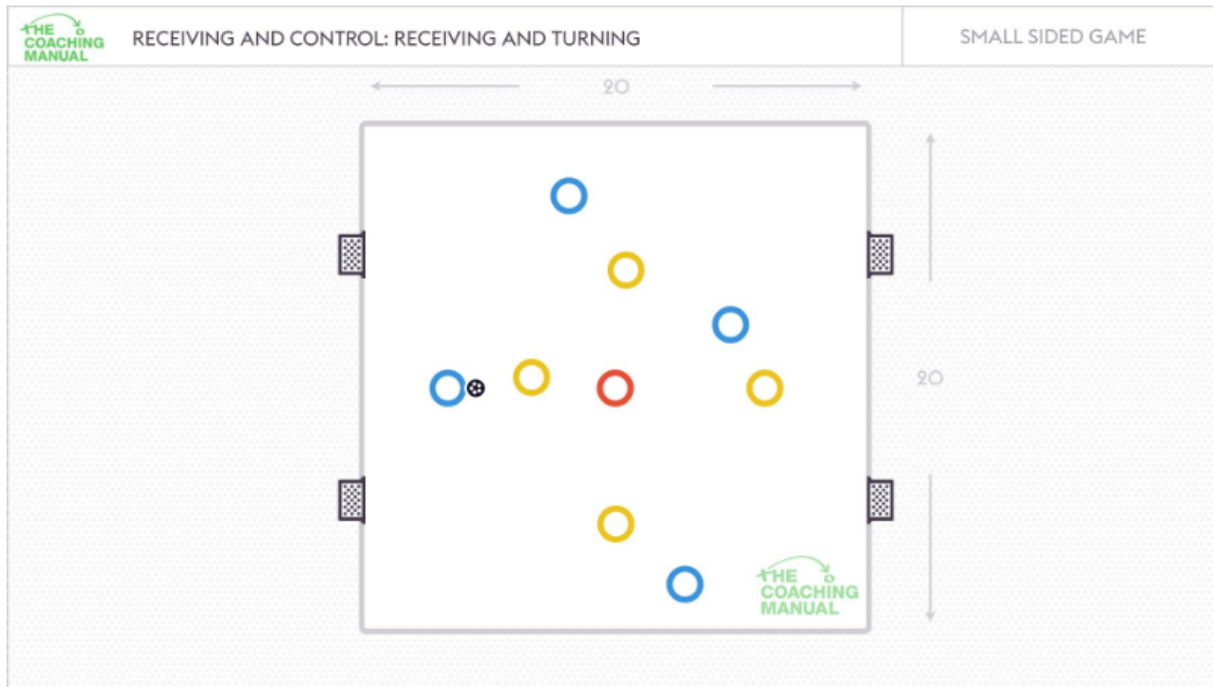 THE
COACHING
MANUAL
RECEIVING AND CONTROL: RECEIVING AND TURNING
SMALL SIDED GAME
20
20
THE
COACHING
MANUAL